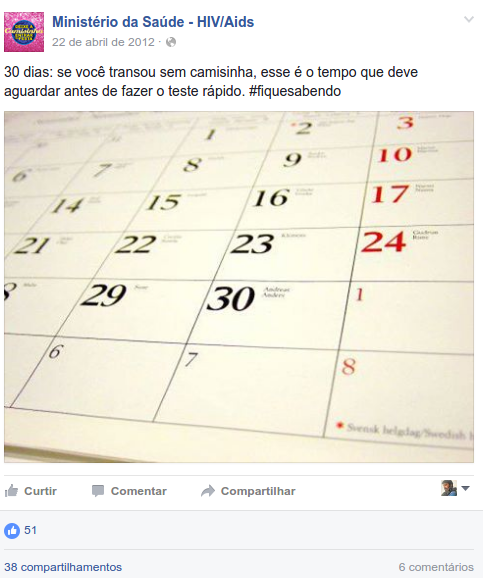 Ministério da Saúde - HIV/Aids
22 de abril de 2012 ·
30 dias: se você transou sem camisinha, esse é o tempo que deve
aguardar antes de fazer o teste rápido. #fiquesabendo
1 2 3
6 7 8 9 10
14 15 16 17
21 22 23 24
29 30 1
6 7 8
* Svensk helgdag/Swedish
Curtir Comentar Compartilhar
51
38 compartilhamentos 6 comentários